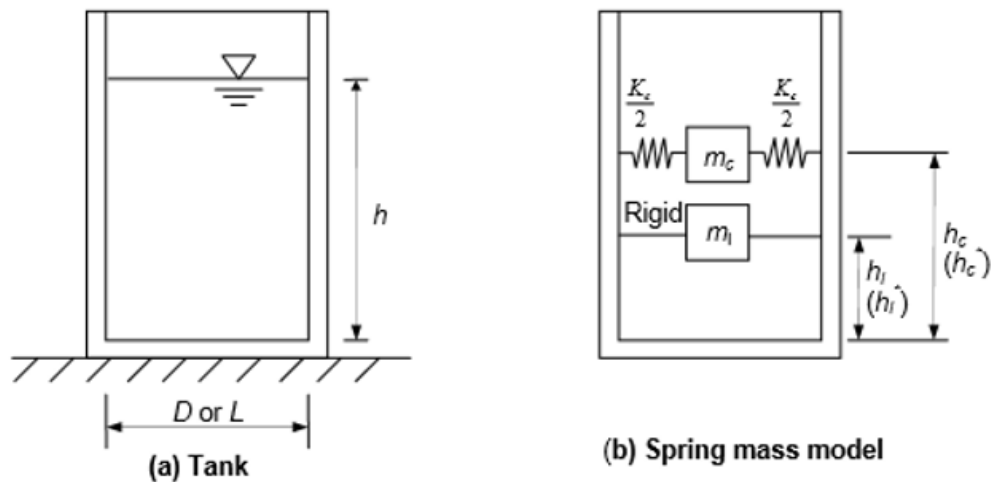 h
D or L
(a) Tank
K_c
2
K_c
2
m_c
Rigid
m_i
h_c
(h_c*)
h_i
(h_i*)
(b) Spring mass model